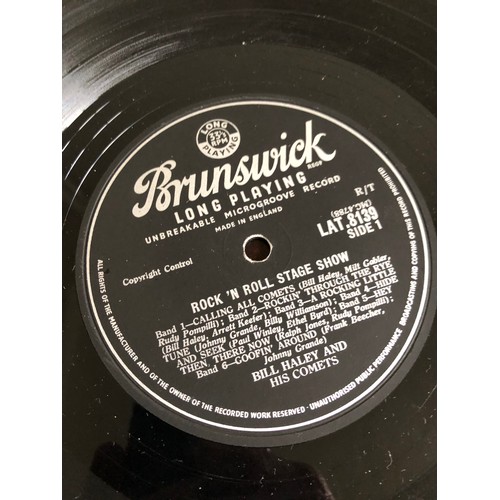 LONG
33⅓
RPM
PLAYING
Brunswick
REGD
LONG PLAYING
UNBREAKABLE MICROGROOVE RECORD
MADE IN ENGLAND
R/T
(MG.4788)
LAT.8139
SIDE 1
Copyright Control
ROCK 'N ROLL STAGE SHOW
Band 1—CALLING ALL COMETS (Bill Haley, Milt Gabler,
Rudy Pompilli); Band 2—ROCKIN' THROUGH THE RYE
(Bill Haley, Arrett Keefer); Band 3—A ROCKING LITTLE
TUNE (Johnny Grande, Billy Williamson); Band 4—HIDE
AND SEEK (Paul Winley, Ethel Byrd); Band 5—HEY
THEN, THERE NOW (Ralph Jones, Rudy Pompilli);
Band 6—GOOFIN' AROUND (Frank Beecher,
Johnny Grande)
BILL HALEY AND
HIS COMETS
ALL RIGHTS OF THE MANUFACTURER AND OF THE OWNER OF THE RECORDED WORK RESERVED · UNAUTHORISED PUBLIC PERFORMANCE BROADCASTING AND COPYING OF THIS RECORD PROHIBITED